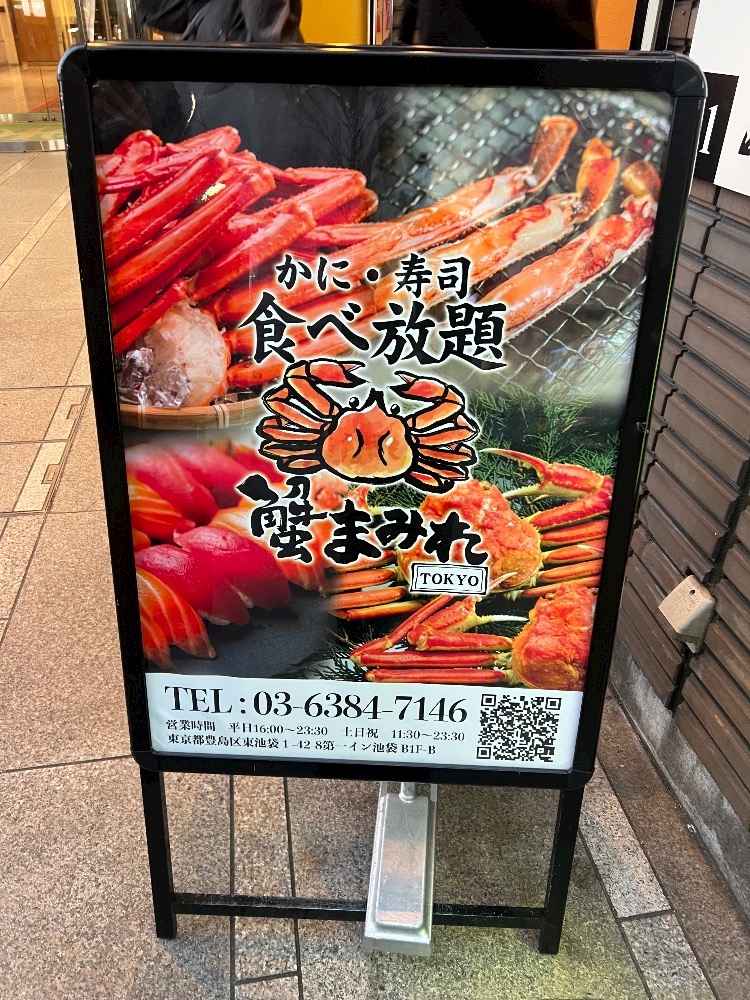 かに・寿司
食べ放題
蟹まみれ
TOKYO
TEL : 03-6384-7146
営業時間 平日16:00〜23:30 土日祝 11:30〜23:30
東京都豊島区東池袋1-42-8第一イン池袋 B1F-B
1